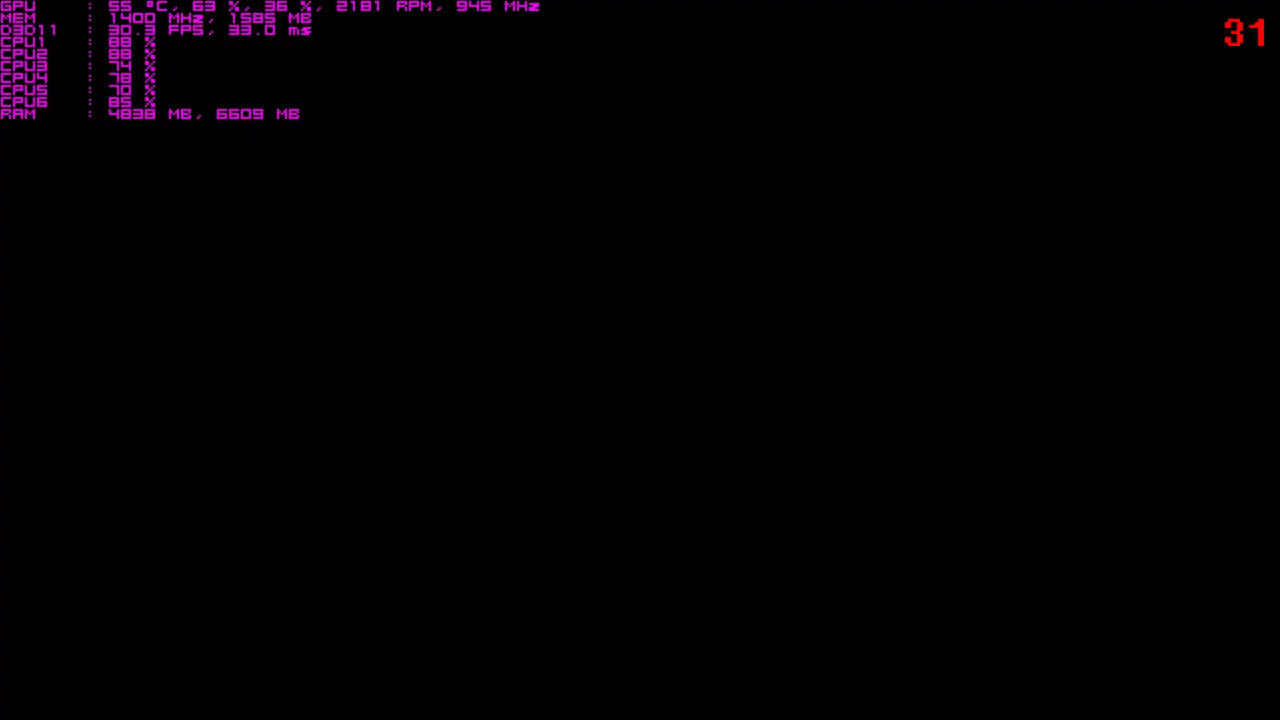 GPU : 55 °C, 63 %, 36 %, 2181 RPM, 945 MHz
MEM : 1400 MHz, 1585 MB
D3D11 : 30.3 FPS, 33.0 ms
CPU1 : 88 %
CPU2 : 88 %
CPU3 : 74 %
CPU4 : 78 %
CPU5 : 70 %
CPU6 : 85 %
RAM : 4838 MB, 6609 MB
31